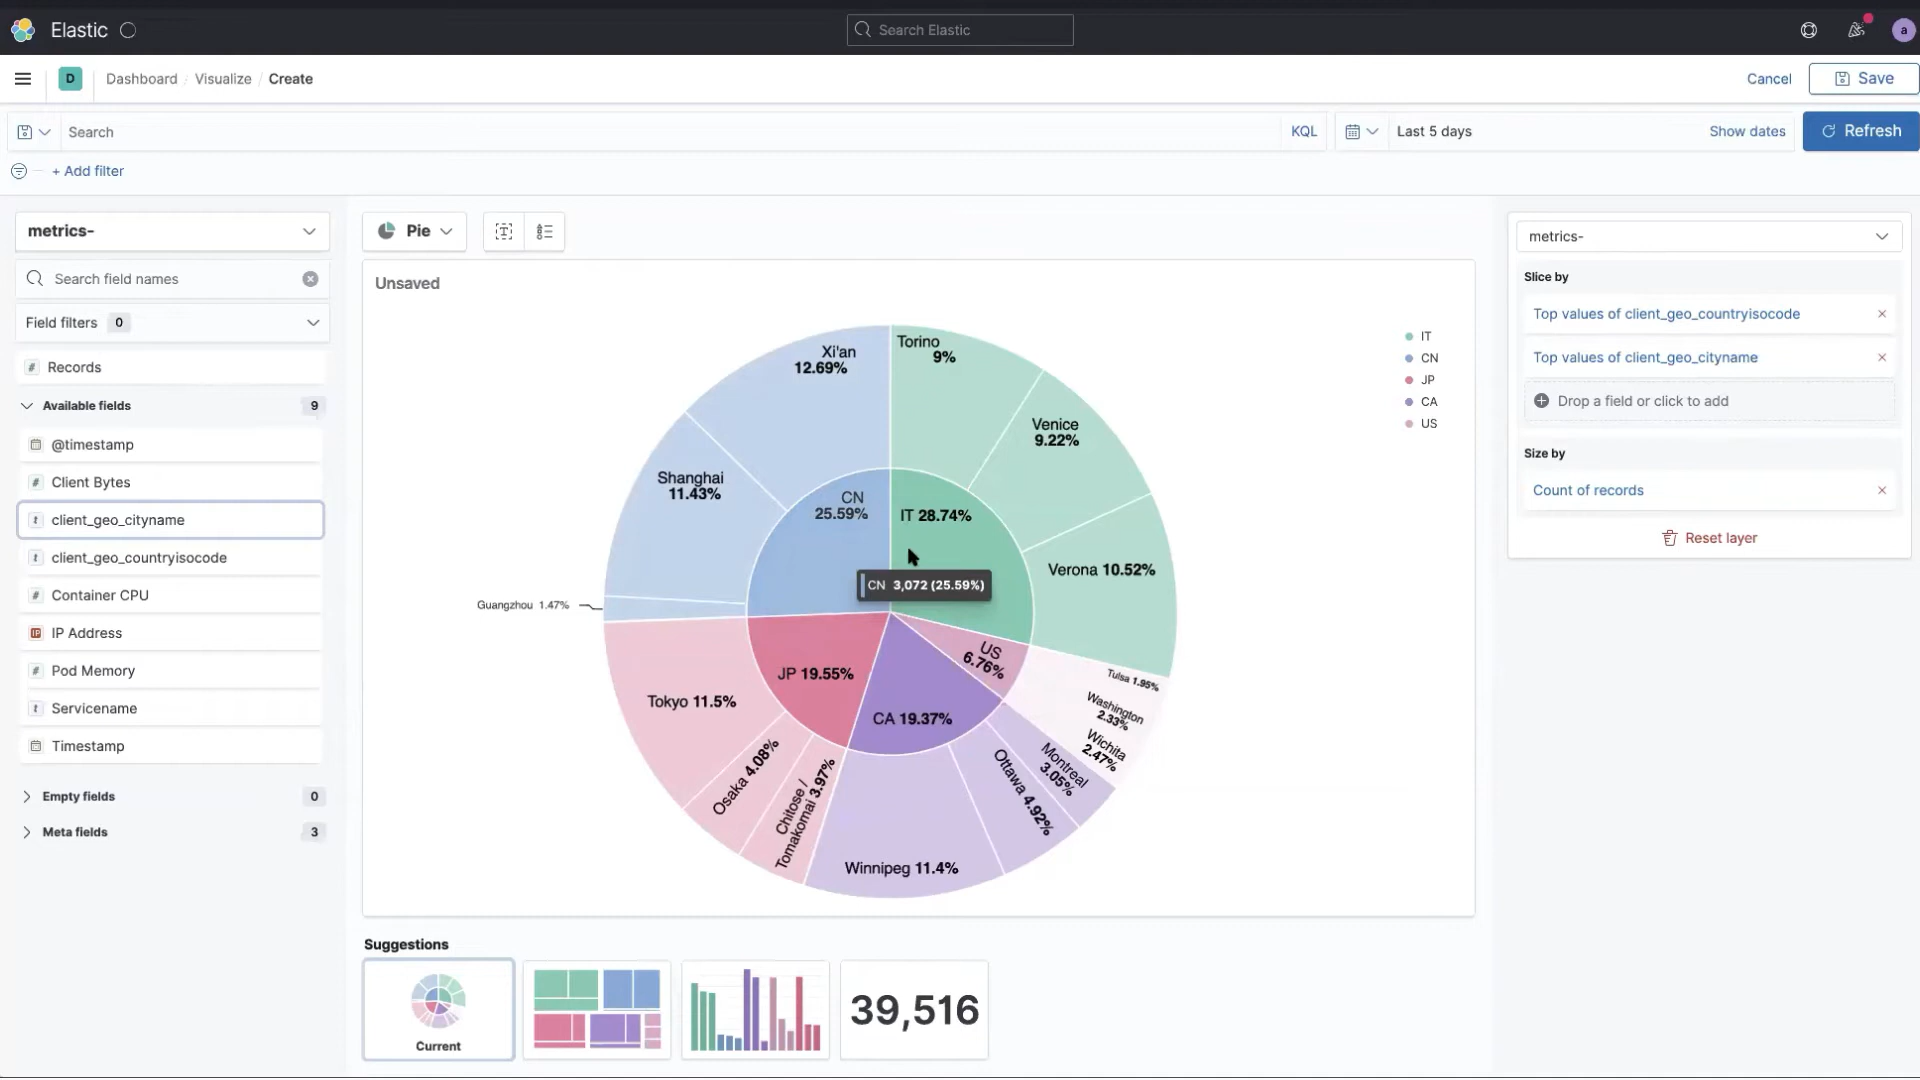 Elastic
Search Elastic
a
D
Dashboard / Visualize / Create
Cancel
Save
Search
KQL
Last 5 days
Show dates
Refresh
+ Add filter
metrics-
Search field names
Field filters 0
# Records
Available fields 9
@timestamp
# Client Bytes
t client_geo_cityname
t client_geo_countryisocode
# Container CPU
IP IP Address
# Pod Memory
t Servicename
Timestamp
Empty fields 0
Meta fields 3
Pie
Unsaved
Xi'an
12.69%
Torino
9%
Venice
9.22%
Shanghai
11.43%
CN
25.59%
IT 28.74%
Verona 10.52%
CN 3,072 (25.59%)
Guangzhou 1.47%
US
6.76%
JP 19.55%
Tulsa 1.95%
Tokyo 11.5%
Washington
2.33%
CA 19.37%
Wichita
2.47%
Osaka 4.08%
Chitose /
Tomakomai 3.97%
Ottawa 4.92%
Montreal
3.05%
Winnipeg 11.4%
IT
CN
JP
CA
US
Suggestions
Current
39,516
metrics-
Slice by
Top values of client_geo_countryisocode
Top values of client_geo_cityname
Drop a field or click to add
Size by
Count of records
Reset layer